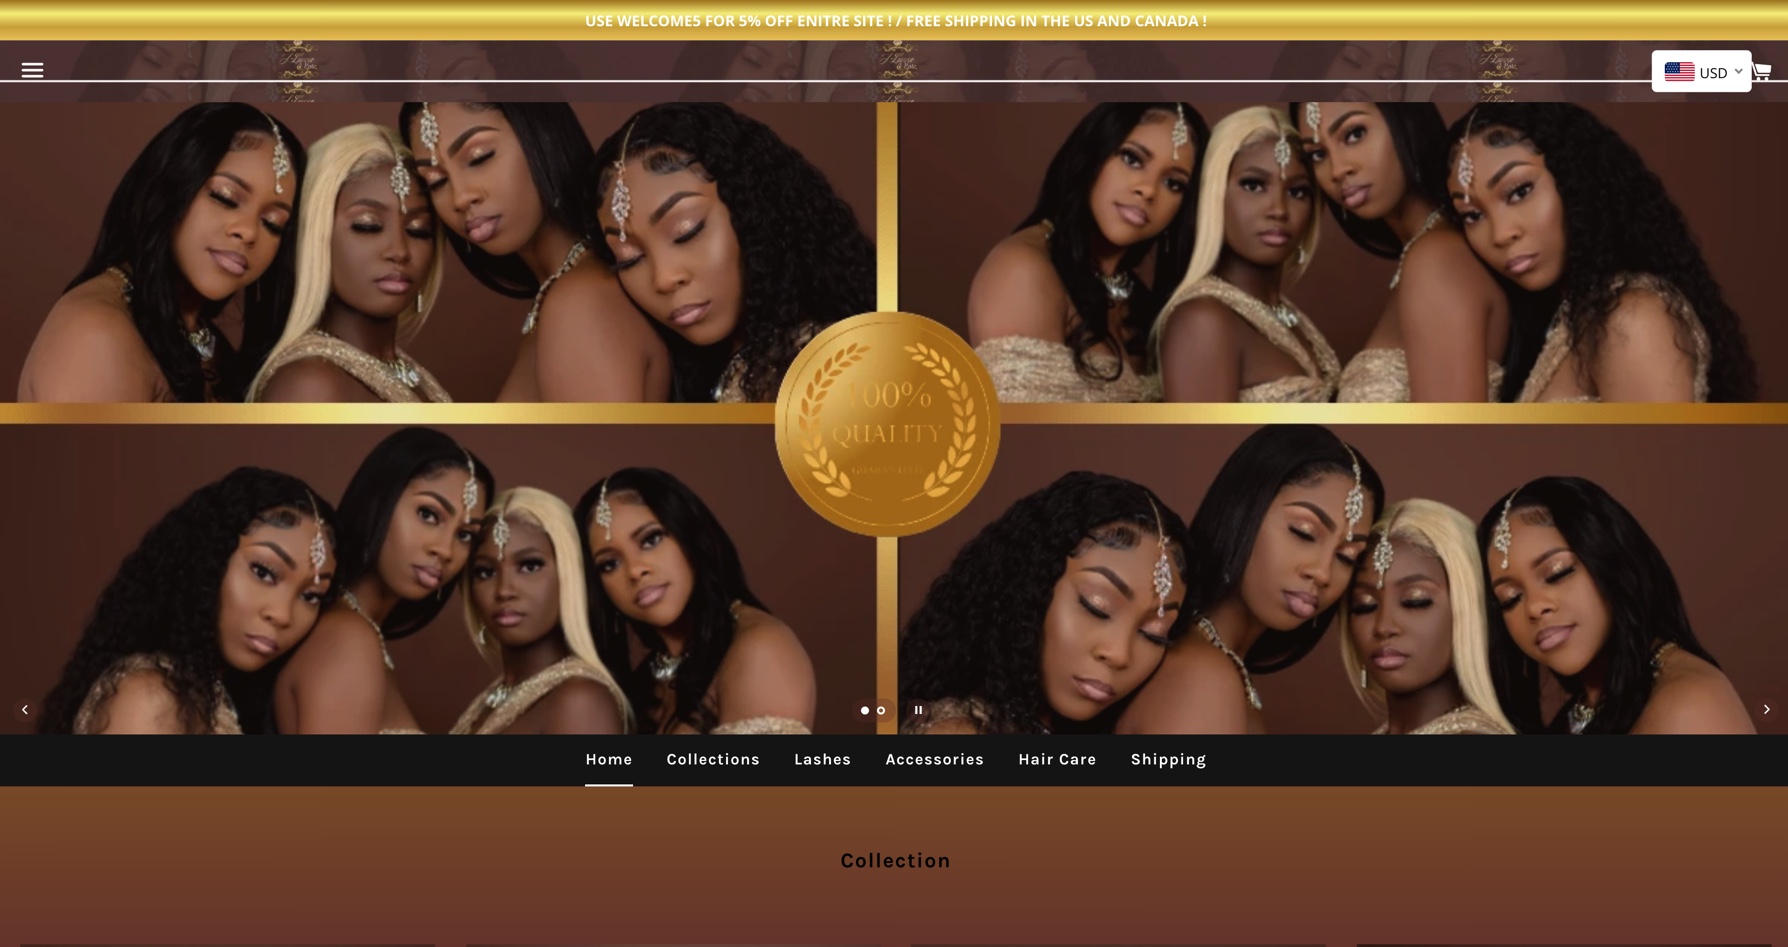 USE WELCOME5 FOR 5% OFF ENITRE SITE ! / FREE SHIPPING IN THE US AND CANADA !
USD
100%
QUALITY
Home Collections Lashes Accessories Hair Care Shipping
Collection